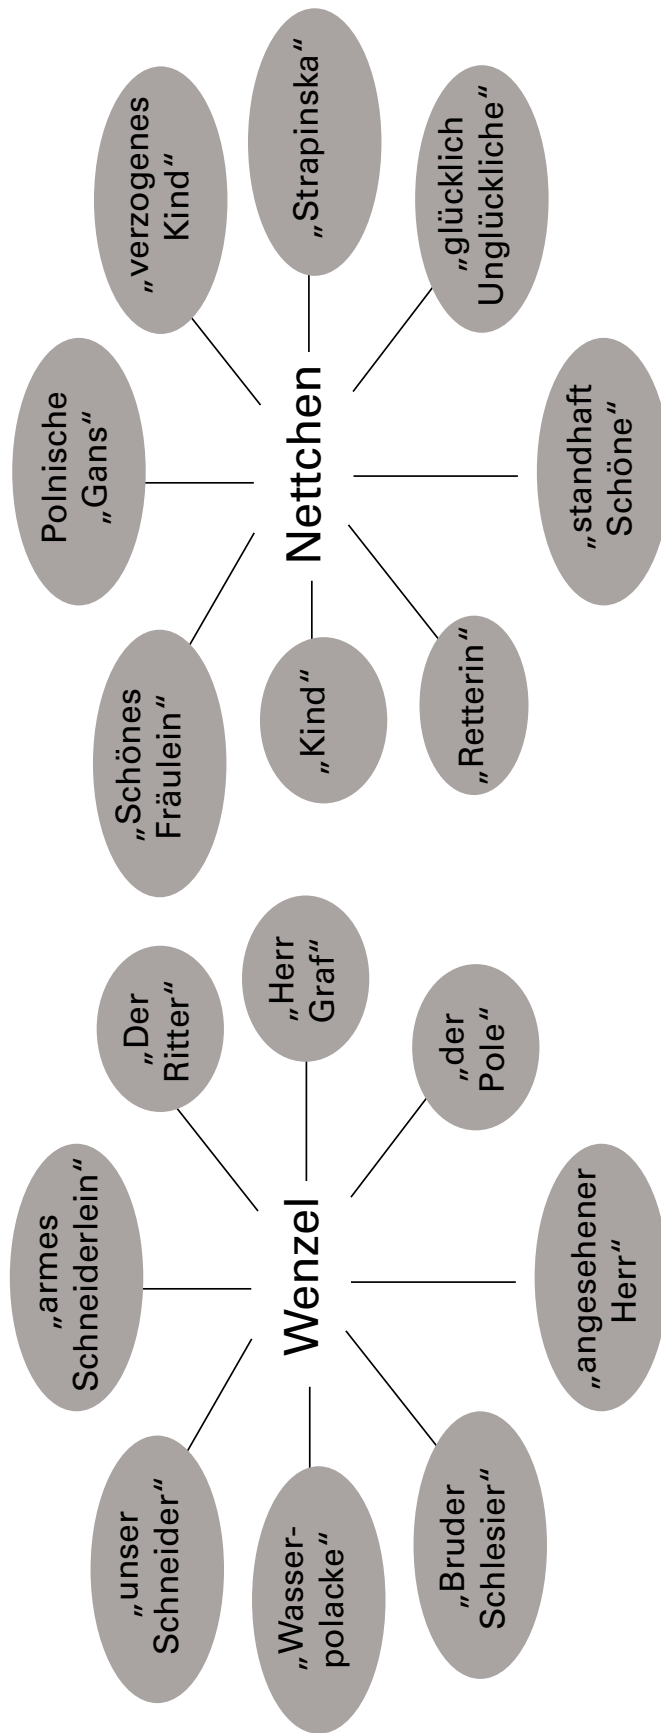 „armes
Schneiderlein“
„Der
Ritter“
„Herr
Graf“
„der
Pole“
„angesehener
Herr“
„Bruder
Schlesier“
„Wasser-
polacke“
„unser
Schneider“
Wenzel
Polnische
„Gans“
„verzogenes
Kind“
„Strapinska“
„glücklich
Unglückliche“
„standhaft
Schöne“
„Retterin“
„Kind“
„Schönes
Fräulein“
Nettchen